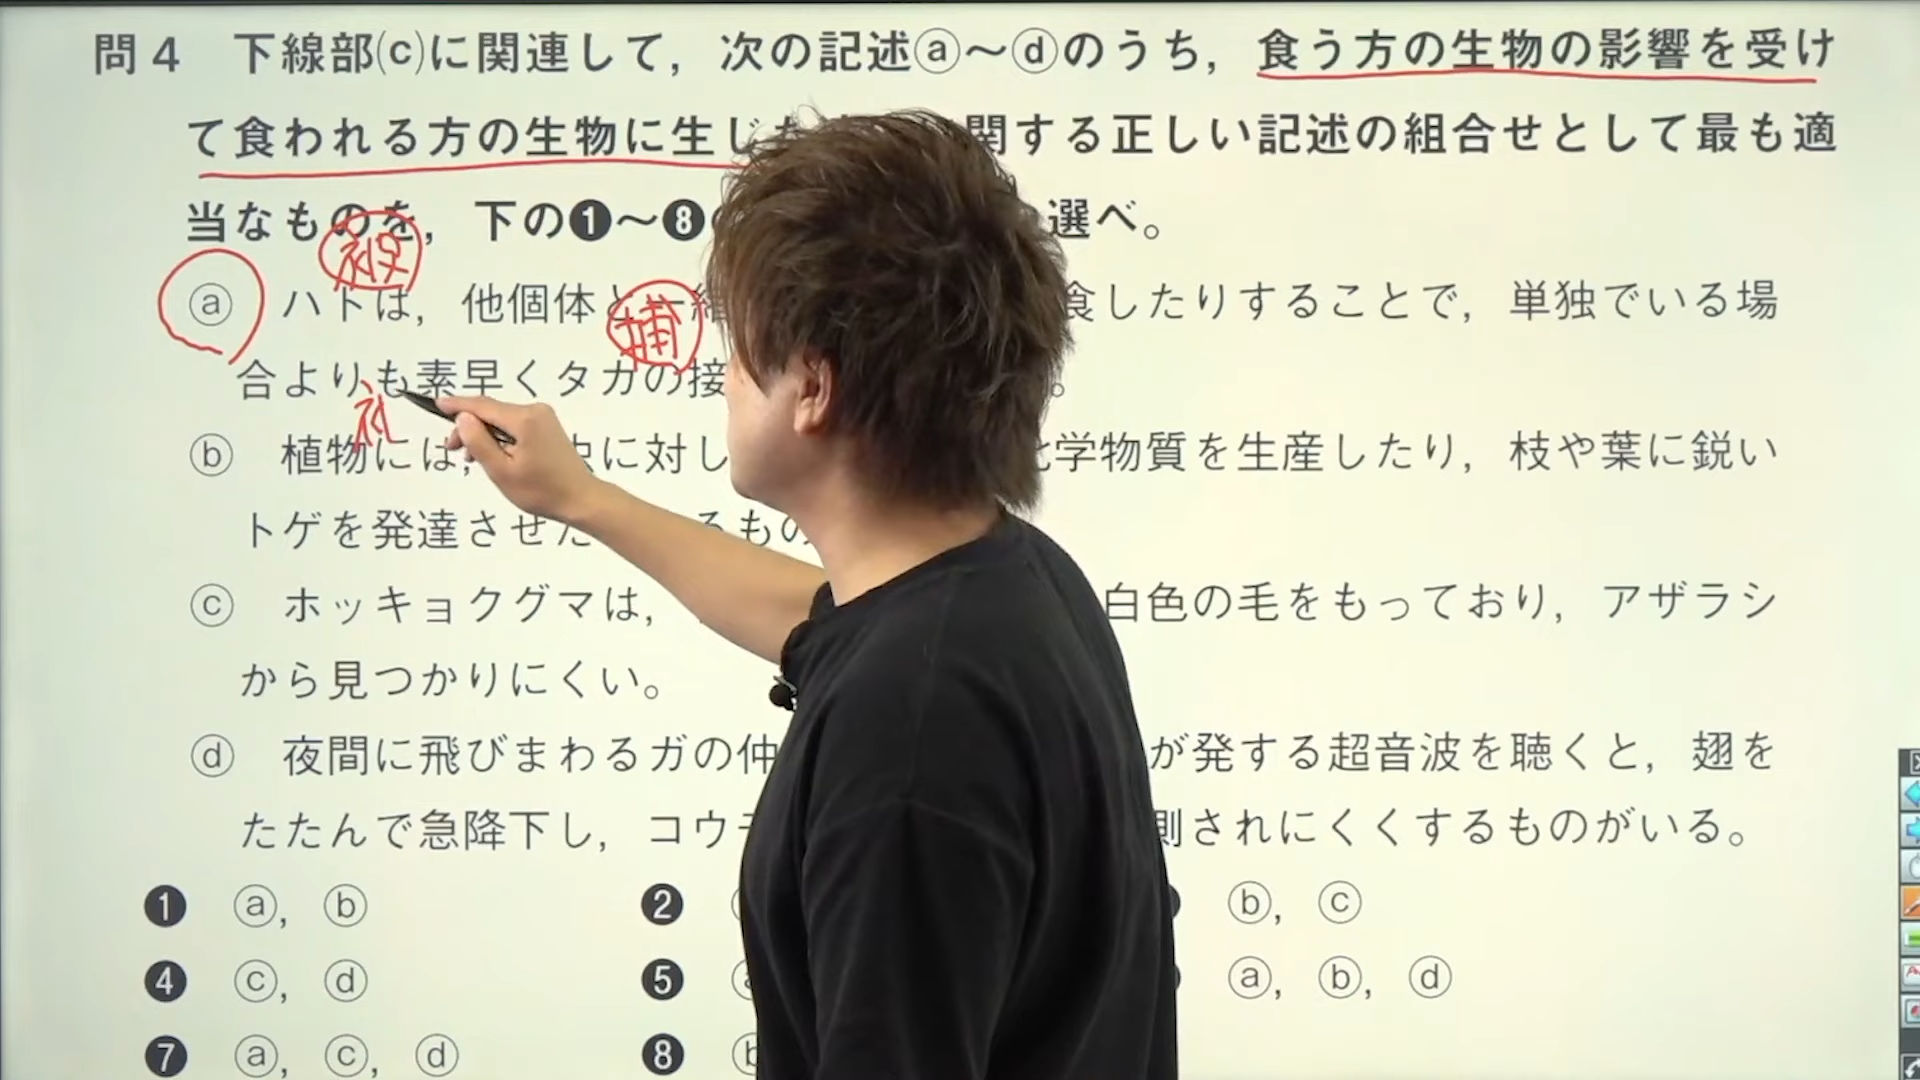 問4 下線部(c)に関連して，次の記述ⓐ～ⓓのうち，食う方の生物の影響を受け
て食われる方の生物に生じ 関する正しい記述の組合せとして最も適
当なものを，下の❶～❽ 選べ。
被
ⓐ ハトは，他個体と一緒 食したりすることで，単独でいる場
捕
合よりも素早くタカの接 。
ⓑ 植物には， 虫に対し 化学物質を生産したり，枝や葉に鋭い
トゲを発達させた るもの
ⓒ ホッキョクグマは， 白色の毛をもっており，アザラシ
から見つかりにくい。
ⓓ 夜間に飛びまわるガの仲 が発する超音波を聴くと，翅を
たたんで急降下し，コウモ 測されにくくするものがいる。
❶ ⓐ，ⓑ ❷ ⓑ，ⓒ
❹ ⓒ，ⓓ ❺ ⓐ，ⓑ，ⓓ
❼ ⓐ，ⓒ，ⓓ ❽